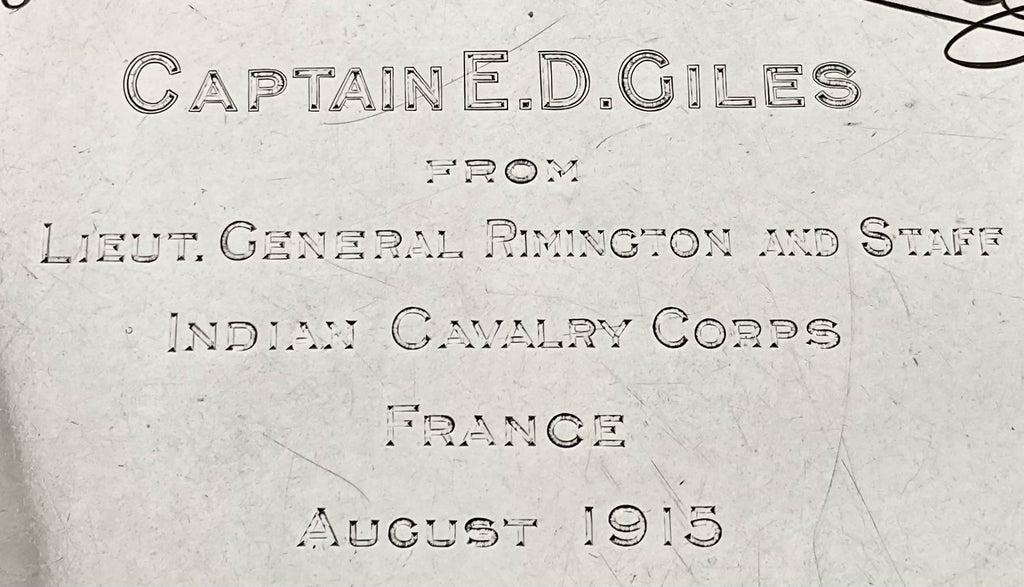 CAPTAIN E.D. GILES
FROM
LIEUT. GENERAL RIMINGTON AND STAFF
INDIAN CAVALRY CORPS
FRANCE
AUGUST 1915